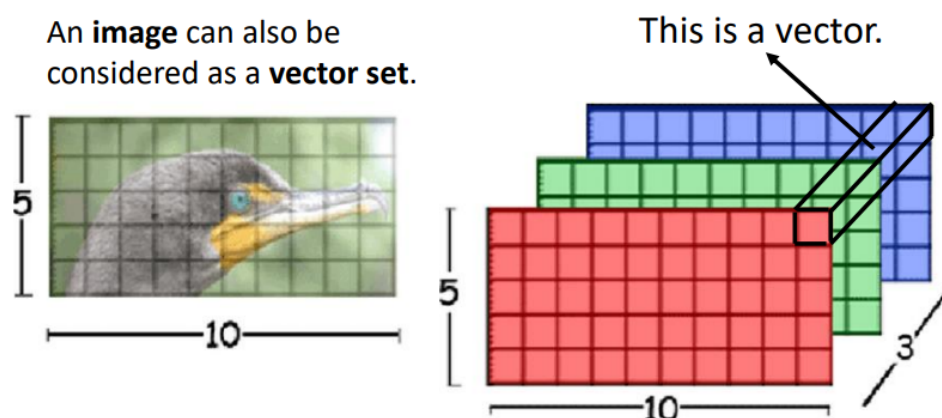 An image can also be
considered as a vector set.
This is a vector.
5
10
5
10
3